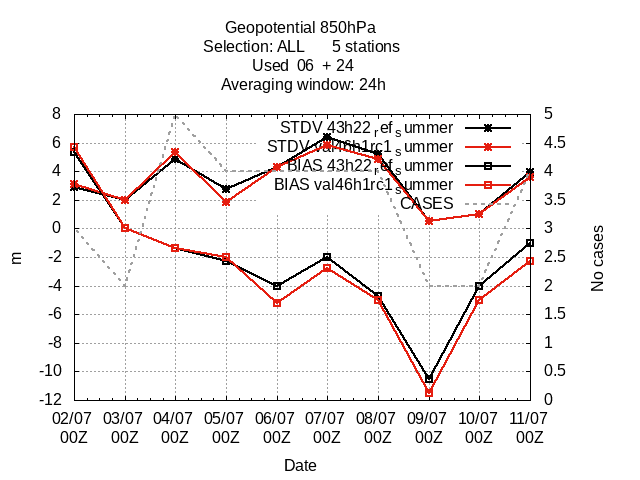 Geopotential 850hPa
Selection: ALL 5 stations
Used 06 + 24
Averaging window: 24h
8
6
4
2
0
-2
-4
-6
-8
-10
-12
m
5
4.5
4
3.5
3
2.5
2
1.5
1
0.5
0
No cases
STDV 43h22_ref_summer
STDV val46h1rc1_summer
BIAS 43h22_ref_summer
BIAS val46h1rc1_summer
CASES
02/07 03/07 04/07 05/07 06/07 07/07 08/07 09/07 10/07 11/07
00Z 00Z 00Z 00Z 00Z 00Z 00Z 00Z 00Z 00Z
Date